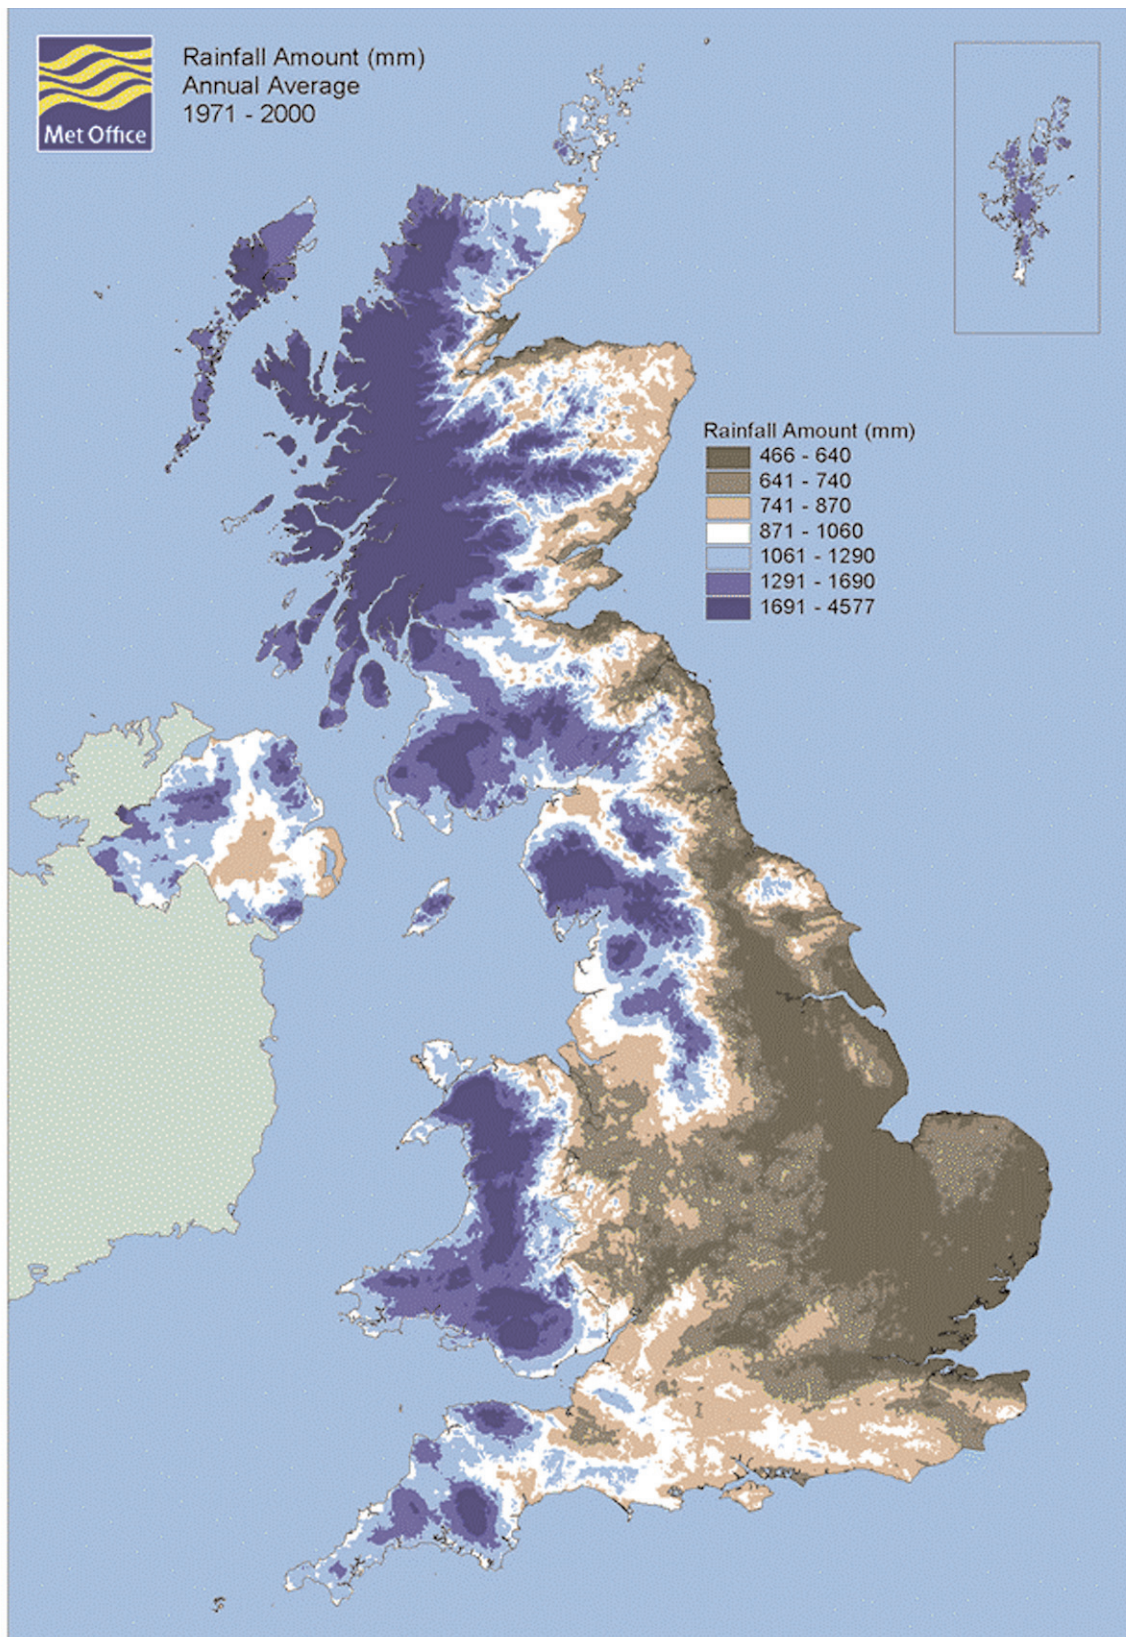 Met Office
Rainfall Amount (mm)
Annual Average
1971 - 2000
Rainfall Amount (mm)
466 - 640
641 - 740
741 - 870
871 - 1060
1061 - 1290
1291 - 1690
1691 - 4577